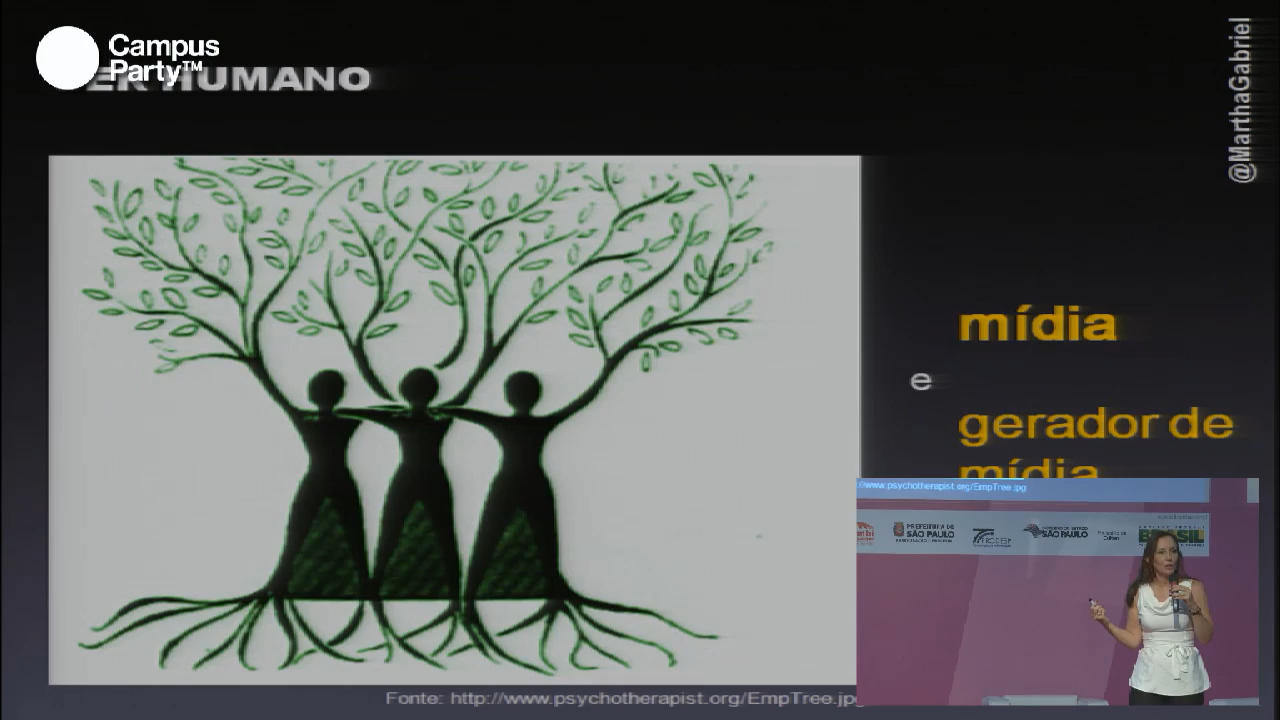 Campus
Party™
ER HUMANO
@MarthaGabriel
mídia
e
gerador de
mídia
Fonte: http://www.psychotherapist.org/EmpTree.jpg
://www.psychotherapist.org/EmpTree.jpg
PREFEITURA DE
SÃO PAULO
GOVERNO DO ESTADO
SÃO PAULO
BRASIL